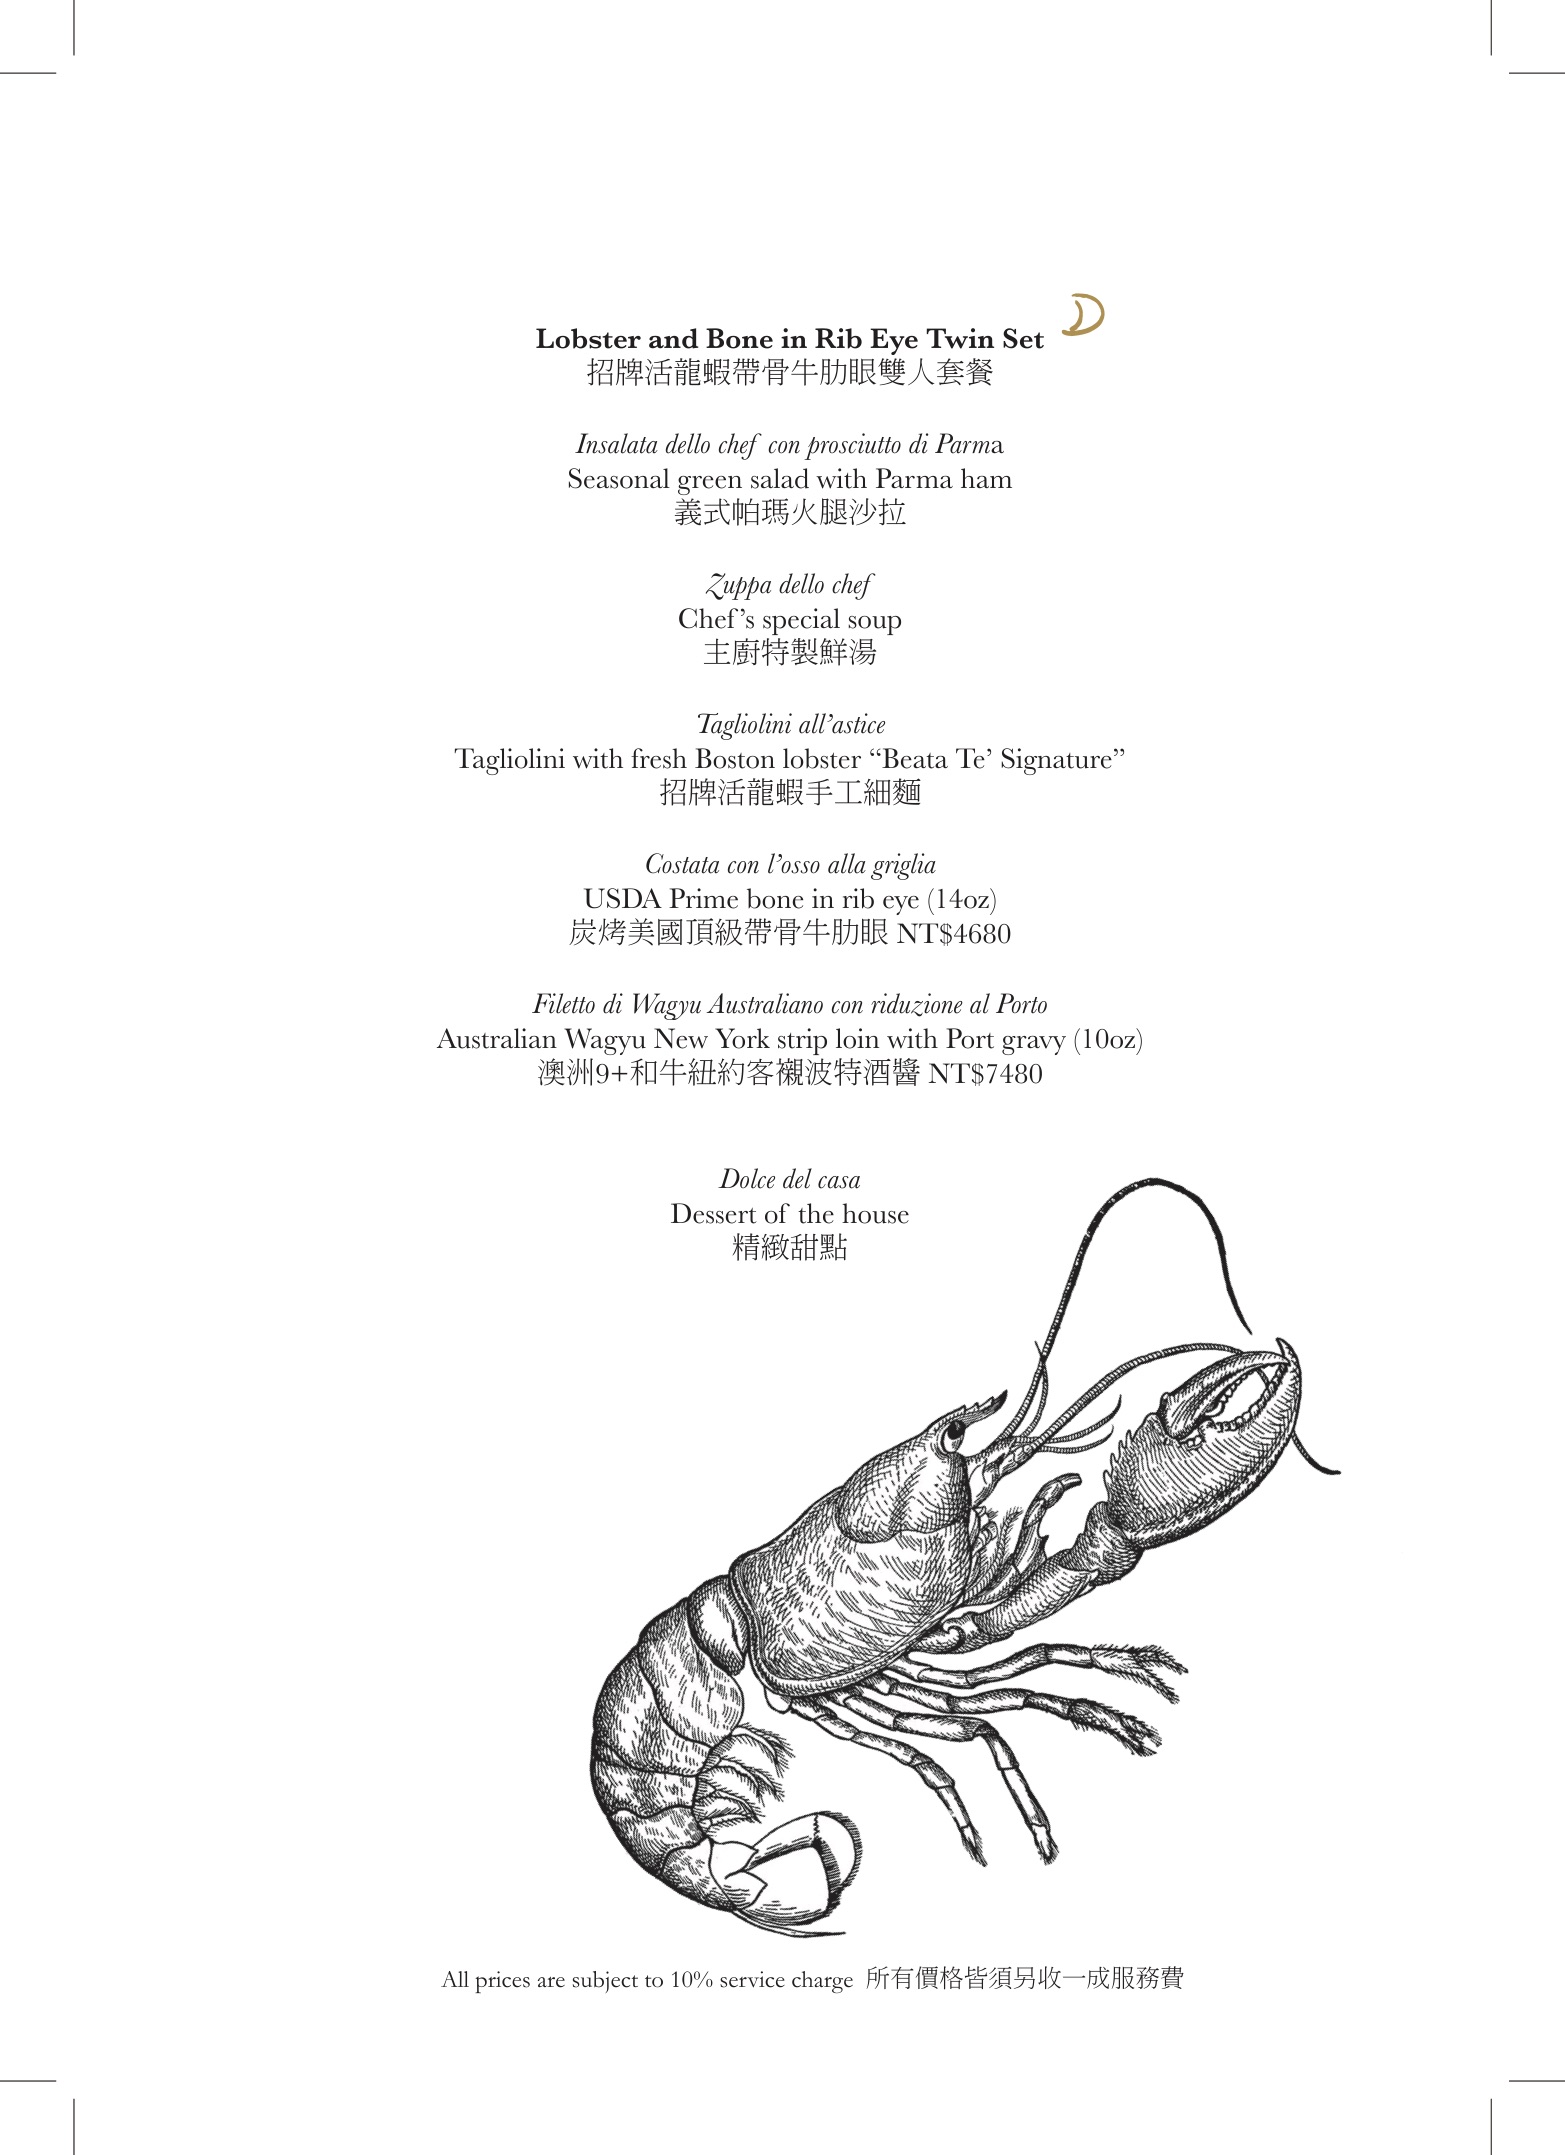 Lobster and Bone in Rib Eye Twin Set
招牌活龍蝦帶骨牛肋眼雙人套餐
Insalata dello chef con prosciutto di Parma
Seasonal green salad with Parma ham
義式帕瑪火腿沙拉
Zuppa dello chef
Chef’s special soup
主廚特製鮮湯
Tagliolini all’astice
Tagliolini with fresh Boston lobster “Beata Te’ Signature”
招牌活龍蝦手工細麵
Costata con l’osso alla griglia
USDA Prime bone in rib eye (14oz)
炭烤美國頂級帶骨牛肋眼 NT$4680
Filetto di Wagyu Australiano con riduzione al Porto
Australian Wagyu New York strip loin with Port gravy (10oz)
澳洲9+和牛紐約客襯波特酒醬 NT$7480
Dolce del casa
Dessert of the house
精緻甜點
All prices are subject to 10% service charge 所有價格皆須另收一成服務費